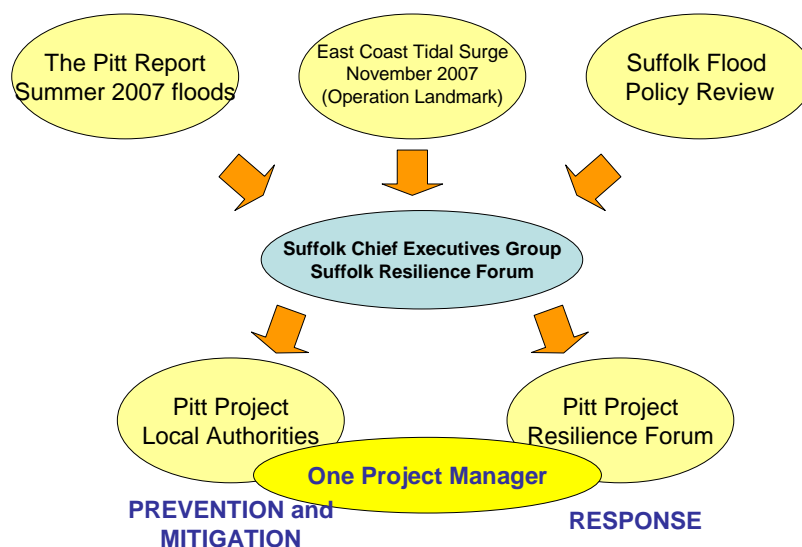 The Pitt Report
Summer 2007 floods
East Coast Tidal Surge
November 2007
(Operation Landmark)
Suffolk Flood
Policy Review
Suffolk Chief Executives Group
Suffolk Resilience Forum
Pitt Project
Local Authorities
Pitt Project
Resilience Forum
One Project Manager
PREVENTION and
MITIGATION
RESPONSE